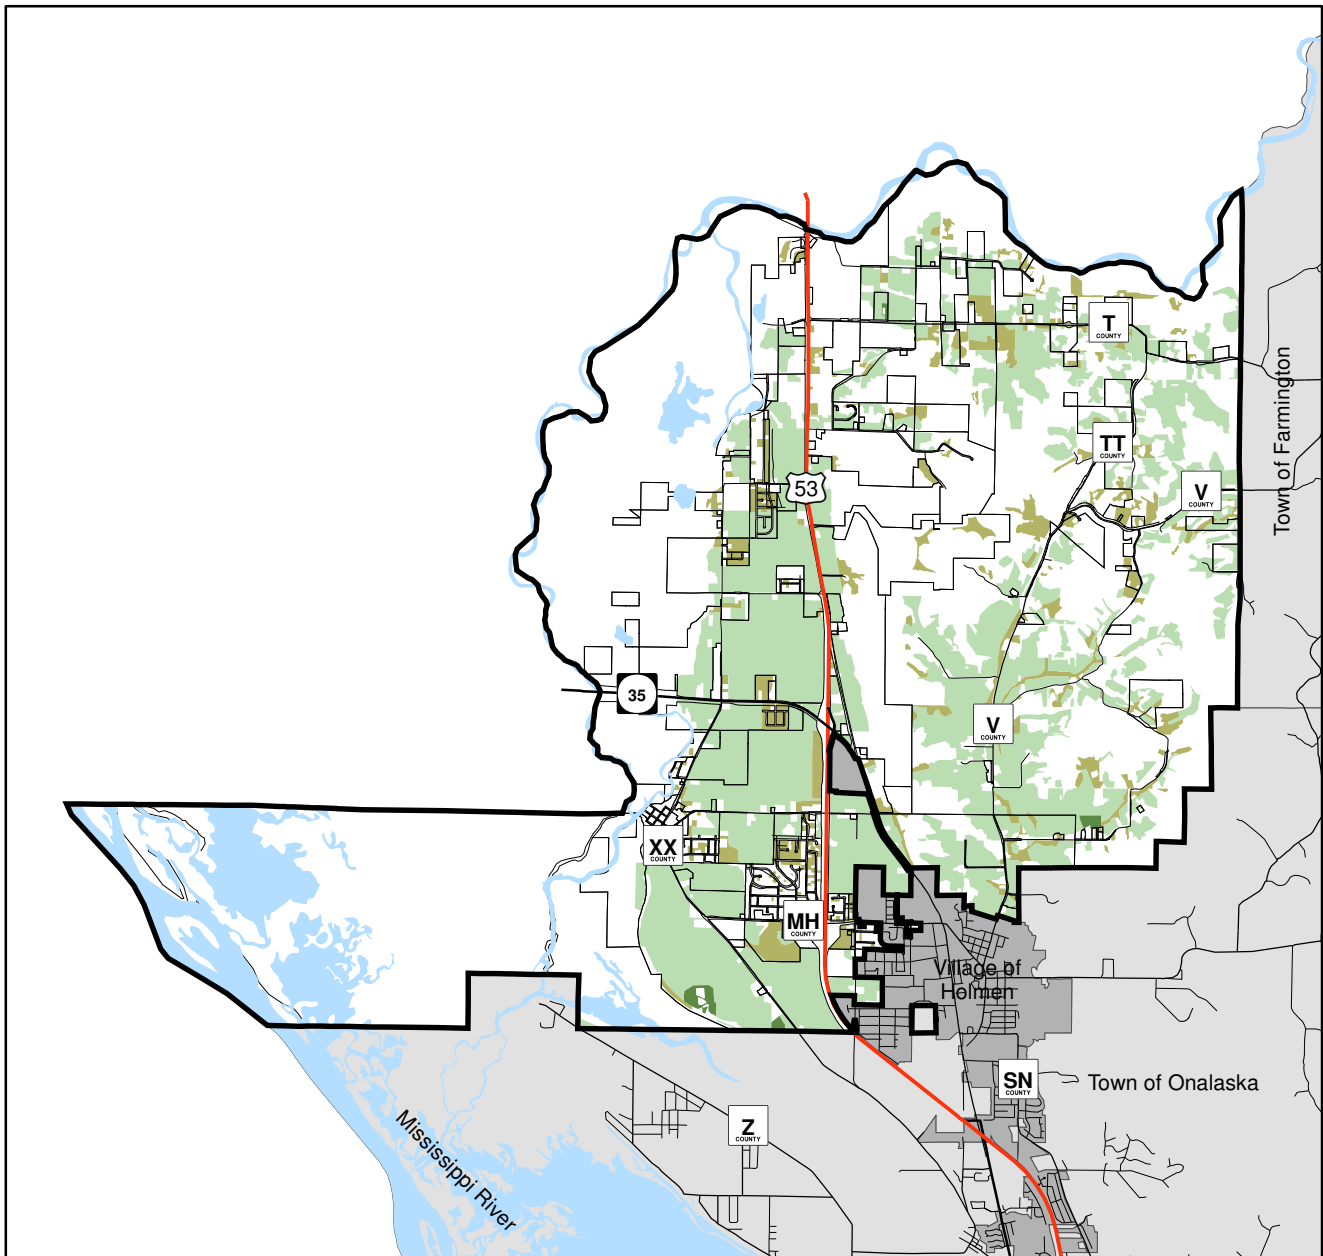 T
COUNTY
Town of Farmington
TT
COUNTY
53
V
COUNTY
35
V
COUNTY
XX
COUNTY
MH
COUNTY
Village of
Holmen
SN
COUNTY
Town of Onalaska
Z
COUNTY
Mississippi River